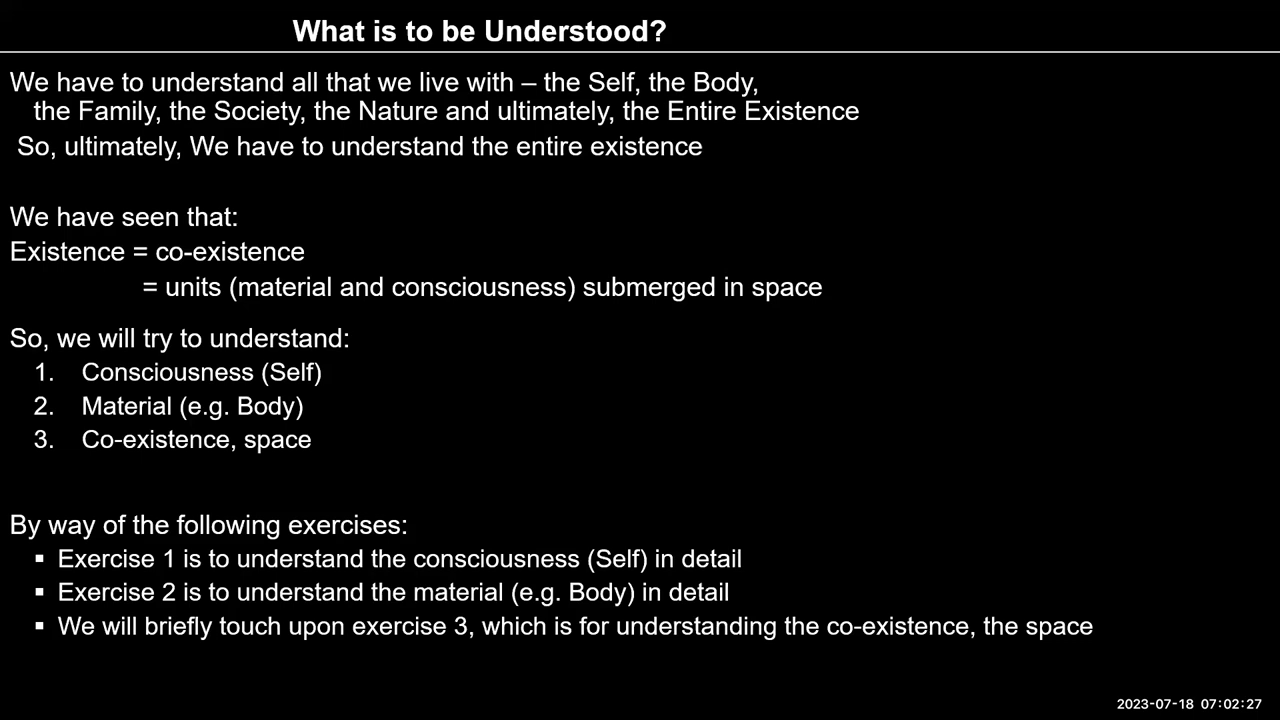 What is to be Understood?
We have to understand all that we live with – the Self, the Body,
the Family, the Society, the Nature and ultimately, the Entire Existence
So, ultimately, We have to understand the entire existence
We have seen that:
Existence = co-existence
= units (material and consciousness) submerged in space
So, we will try to understand:
1. Consciousness (Self)
2. Material (e.g. Body)
3. Co-existence, space
By way of the following exercises:
▪ Exercise 1 is to understand the consciousness (Self) in detail
▪ Exercise 2 is to understand the material (e.g. Body) in detail
▪ We will briefly touch upon exercise 3, which is for understanding the co-existence, the space
2023-07-18 07:02:27